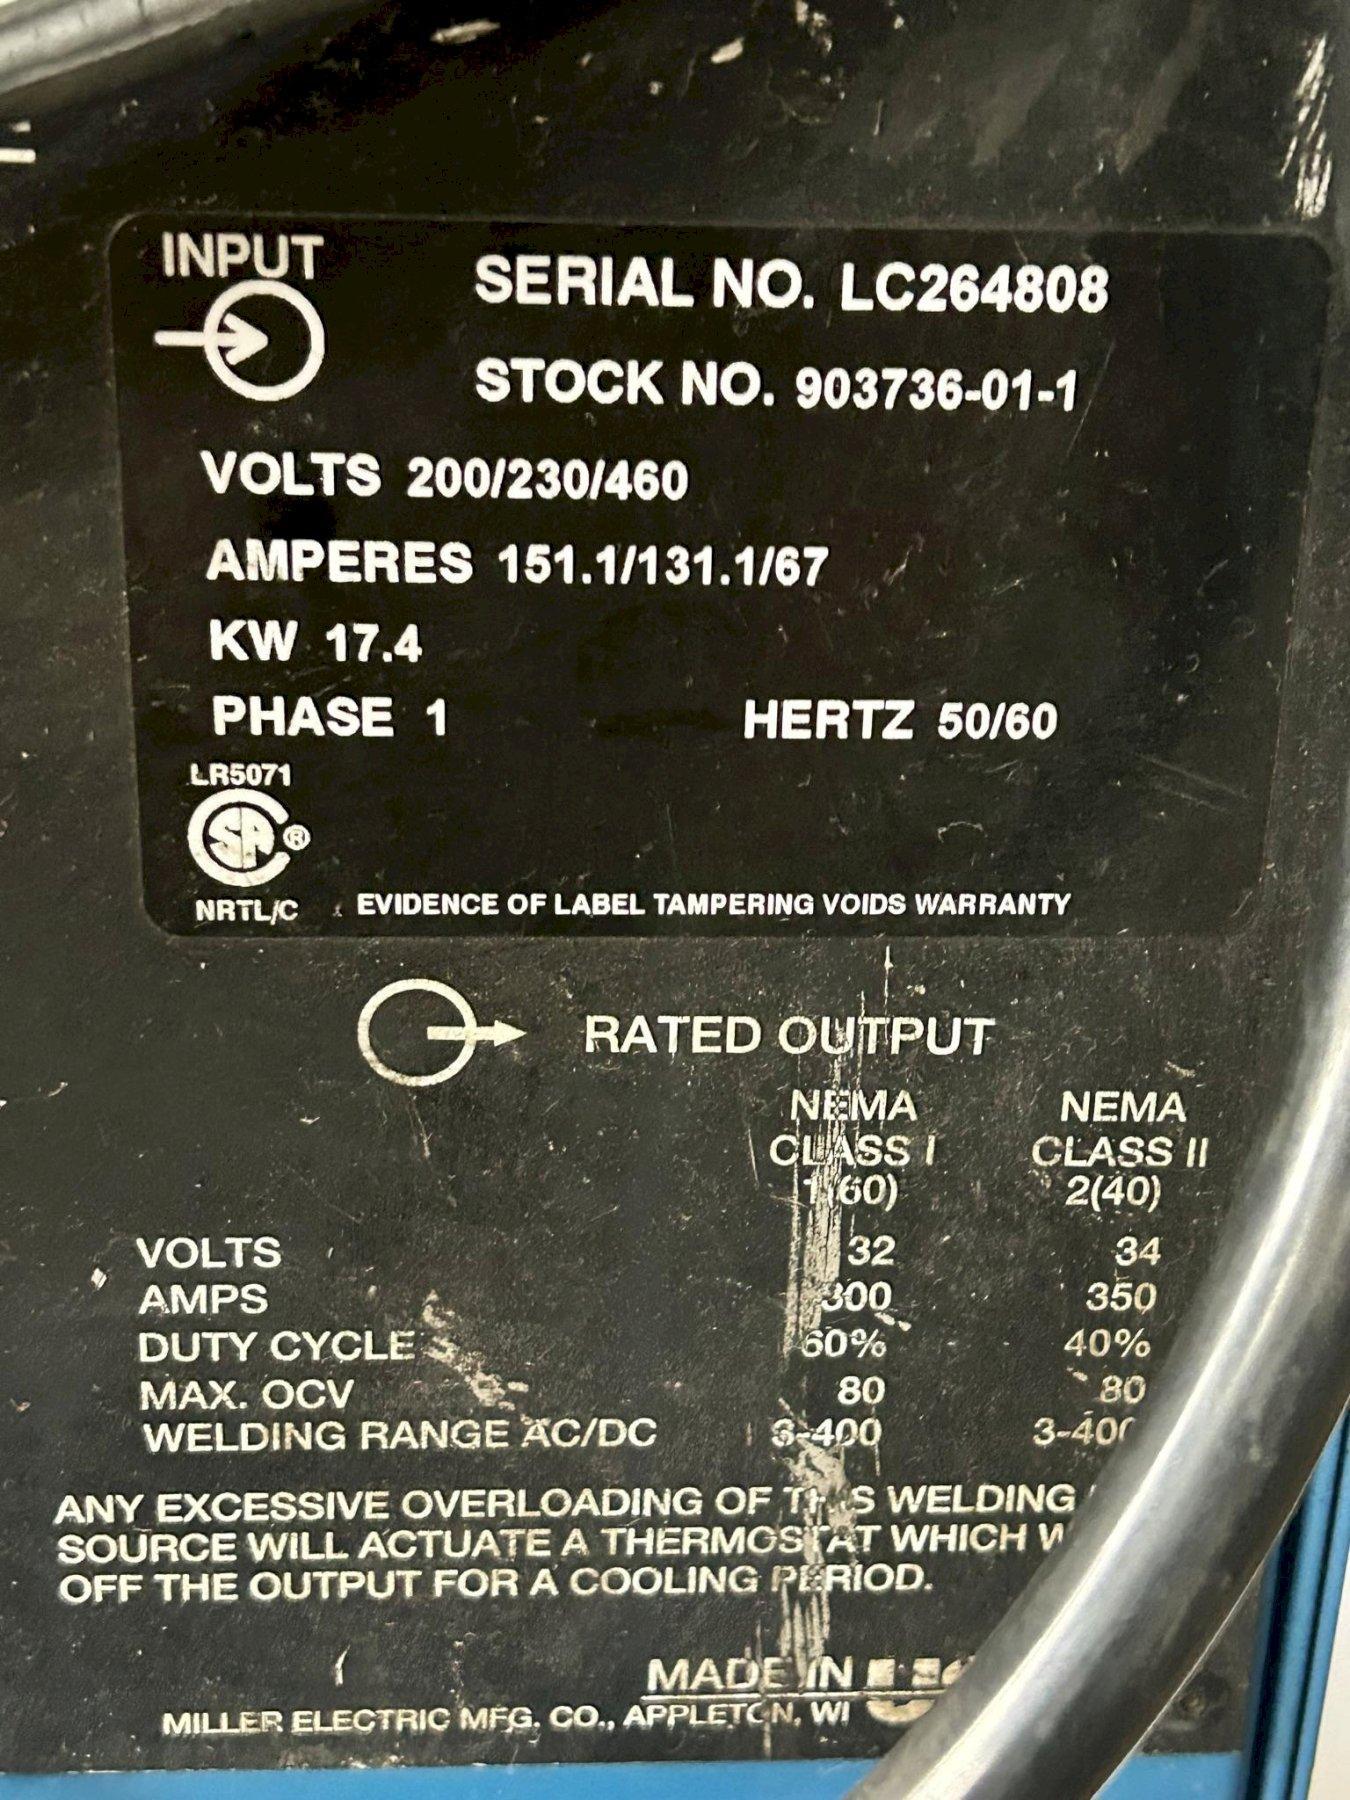 INPUT
SERIAL NO. LC264808
STOCK NO. 903736-01-1
VOLTS 200/230/460
AMPERES 151.1/131.1/67
KW 17.4
PHASE 1 HERTZ 50/60
LR5071
®
NRTL/C EVIDENCE OF LABEL TAMPERING VOIDS WARRANTY
RATED OUTPUT
NEMA NEMA
CLASS I CLASS II
1(60) 2(40)
VOLTS 32 34
AMPS 300 350
DUTY CYCLE 60% 40%
MAX. OCV 80 80
WELDING RANGE AC/DC 3-400 3-400
ANY EXCESSIVE OVERLOADING OF THIS WELDING
SOURCE WILL ACTUATE A THERMOSTAT WHICH
OFF THE OUTPUT FOR A COOLING PERIOD.
MADE IN
MILLER ELECTRIC MFG. CO., APPLETON, WI